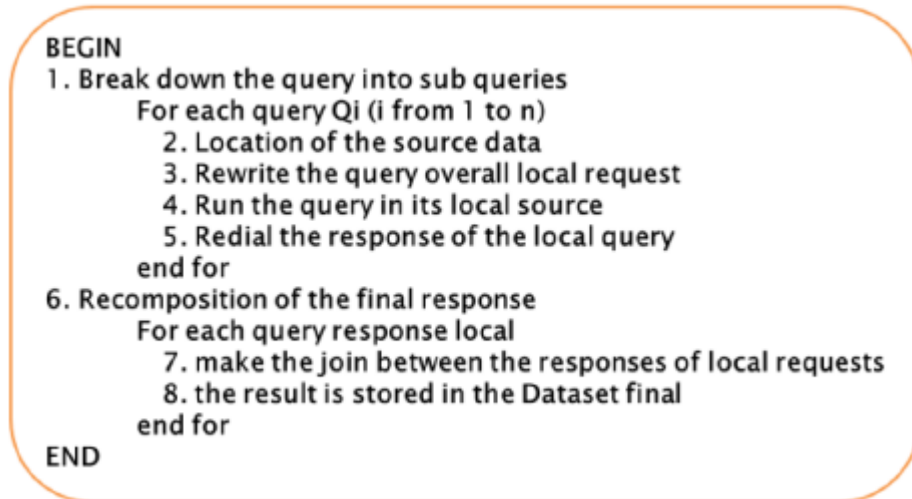 BEGIN
1. Break down the query into sub queries
For each query Qi (i from 1 to n)
2. Location of the source data
3. Rewrite the query overall local request
4. Run the query in its local source
5. Redial the response of the local query
end for
6. Recomposition of the final response
For each query response local
7. make the join between the responses of local requests
8. the result is stored in the Dataset final
end for
END